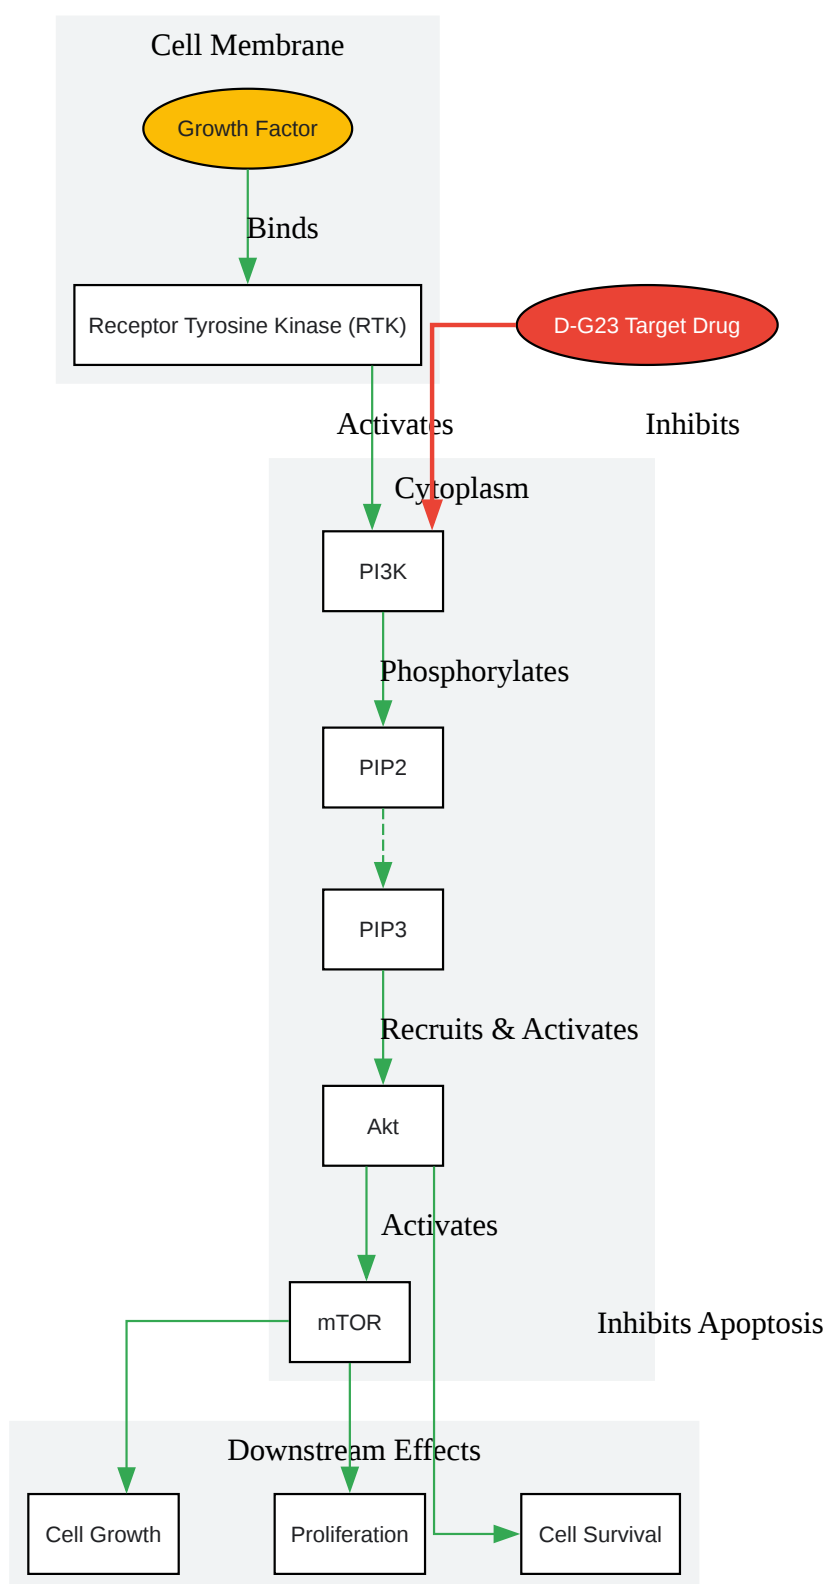 Cell Membrane
Growth Factor
Binds
Receptor Tyrosine Kinase (RTK)
D-G23 Target Drug
Activates
Inhibits
Cytoplasm
PI3K
Phosphorylates
PIP2
PIP3
Recruits & Activates
Akt
Activates
mTOR
Inhibits Apoptosis
Downstream Effects
Cell Growth
Proliferation
Cell Survival